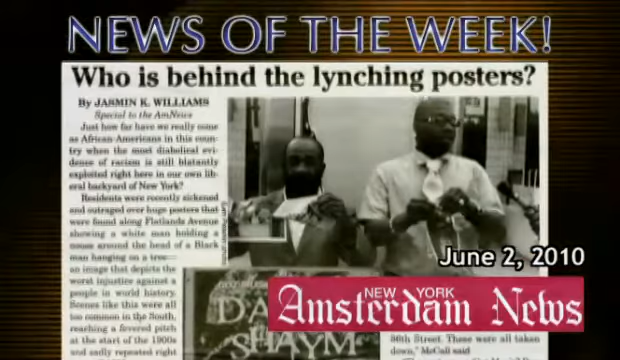 NEWS OF THE WEEK!
Who is behind the lynching posters?
By JASMIN K. WILLIAMS
Special to the AmNews
Just how far have we really come
as African-Americans in this coun-
try when the most diabolical evi-
dence of racism is still blatantly
exploited right here in our own lib-
eral backyard of New York?
Residents were recently sickened
and outraged over huge posters that
were found along Flatlands Avenue
showing a white man holding a
noose around the head of a Black
man hanging on a tree—
an image that depicts the
worst injustices against a
people in world history.
Scenes like this were all
too common in the South,
reaching a fevered pitch
at the start of the 1900s
and sadly repeated right
DA
SHAYM
June 2, 2010
NEW YORK
Amsterdam News
86th Street. These were all taken
down," McCall said